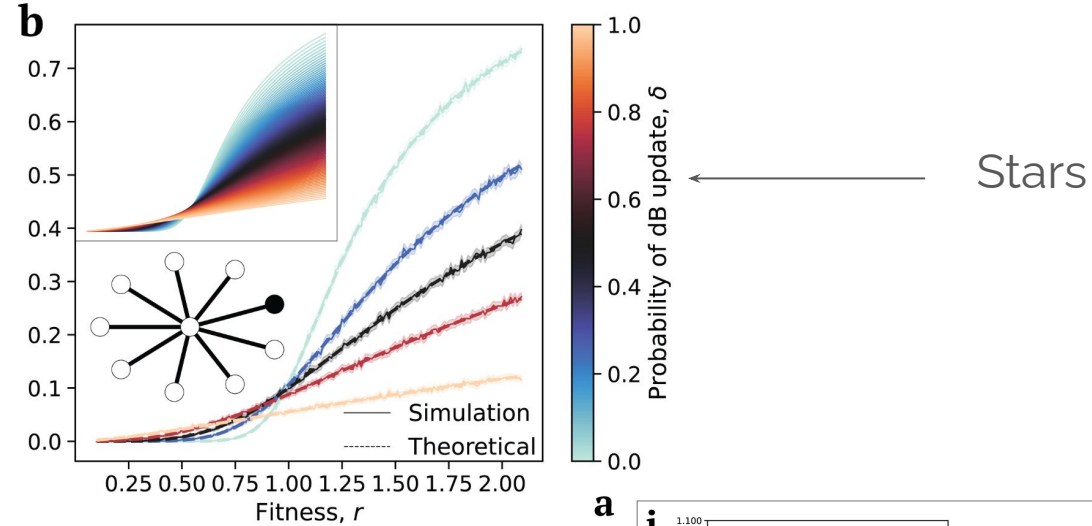 b
0.7
0.6
0.5
0.4
0.3
0.2
0.1
0.0
0.25 0.50 0.75 1.00 1.25 1.50 1.75 2.00
Fitness, r
Simulation
Theoretical
1.0
0.8
0.6
0.4
0.2
0.0
Probability of dB update, δ
Stars
a
i
1.100